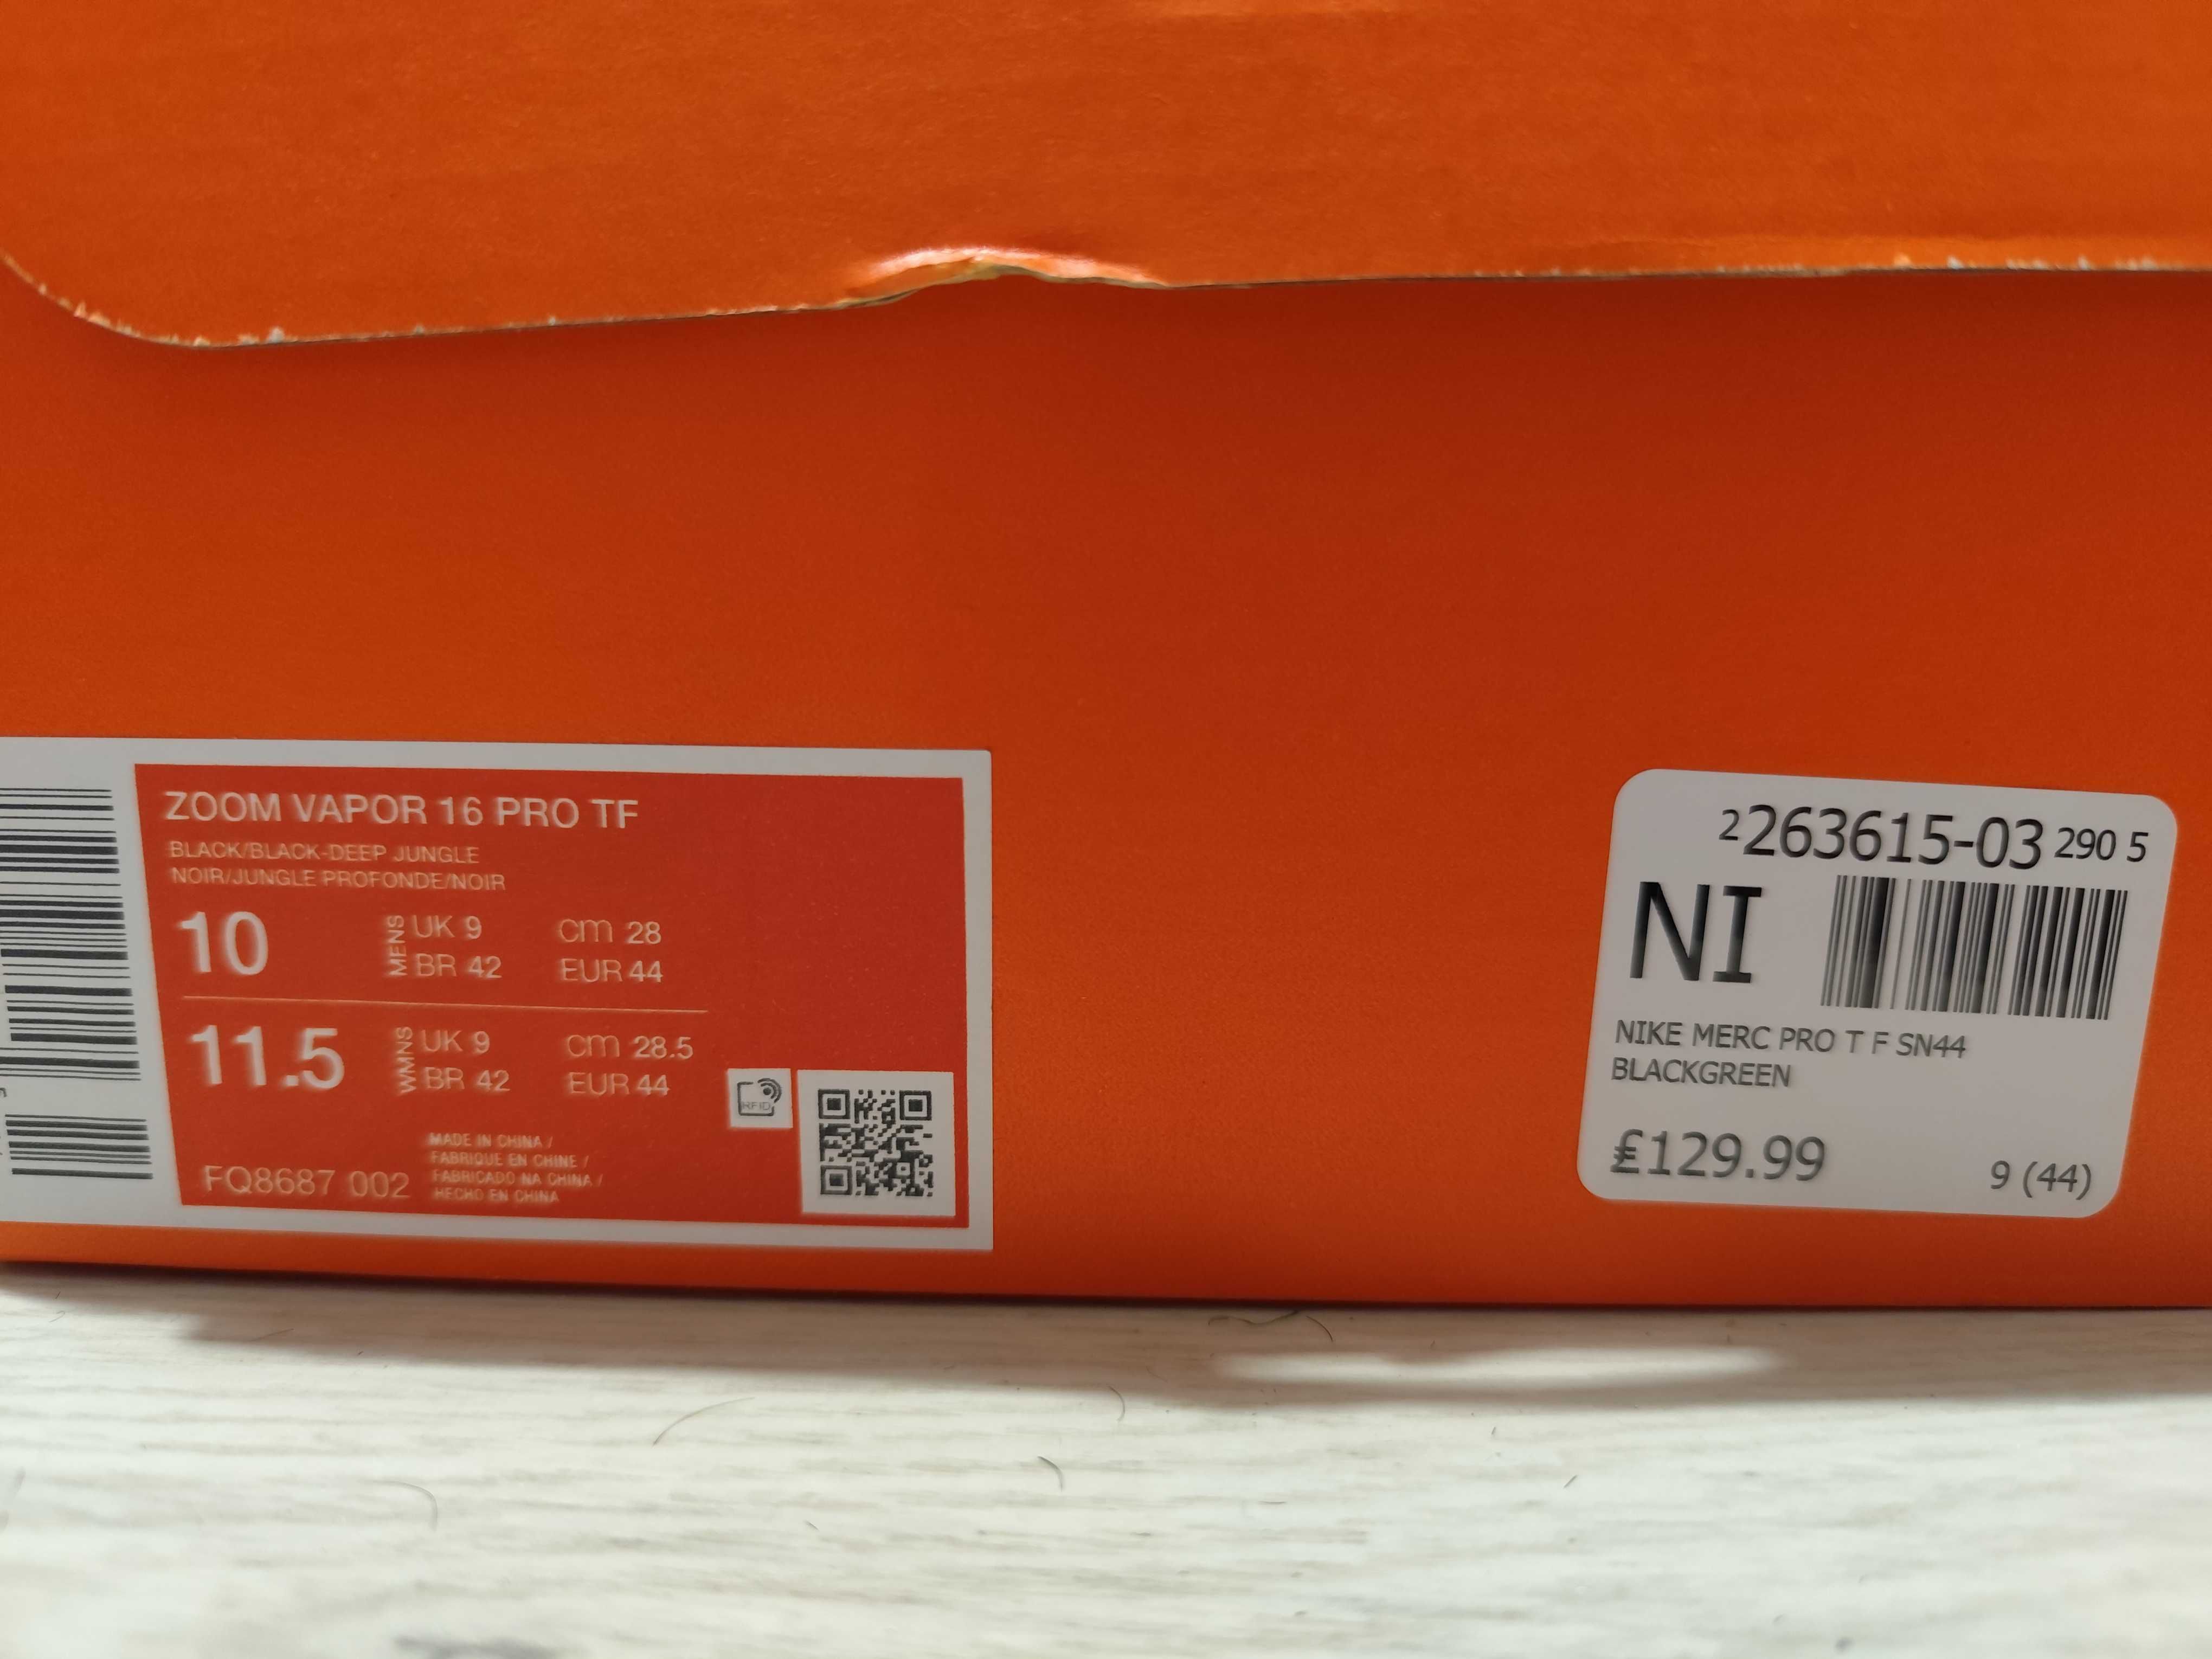 ZOOM VAPOR 16 PRO TF
BLACK/BLACK-DEEP JUNGLE
NOIR/JUNGLE PROFONDE/NOIR
10 MENS UK 9 cm 28
BR 42 EUR 44
11.5 WMNS UK 9 cm 28.5
BR 42 EUR 44
RFID
FQ8687 002
MADE IN CHINA /
FABRIQUE EN CHINE /
FABRICADO NA CHINA /
HECHO EN CHINA
2263615-03 290 5
NI
NIKE MERC PRO T F SN44
BLACKGREEN
£129.99 9 (44)